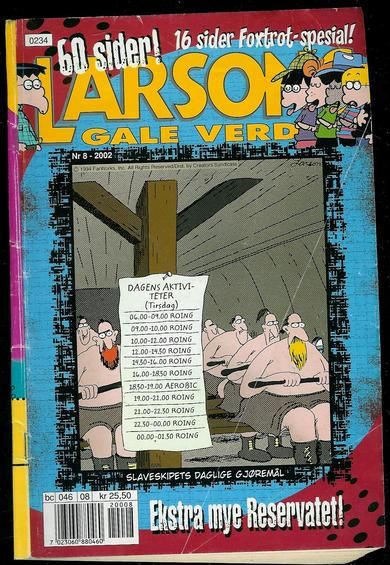 0234
60 sider!
16 sider Foxtrot-spesial!
LARSON
GALE VERD
Nr 8 - 2002
© 1994 FarWorks, Inc. All Rights Reserved/Dist. by Creators Syndicate
Larson
DAGENS AKTIVI-
TETER
(Tirsdag)
06.00-09.00 ROING
09.00-10.00 ROING
10.00-12.00 ROING
12.00-14.30 ROING
14.30-16.00 ROING
16.00-18.30 ROING
18.30-19.00 AEROBIC
19.00-21.00 ROING
21.00-22.30 ROING
22.30-00.00 ROING
00.00-01.30 ROING
SLAVESKIPETS DAGLIGE GJØREMÅL
bc 046 08 kr 25,50
20008
7 023060 880460
Ekstra mye Reservatet!